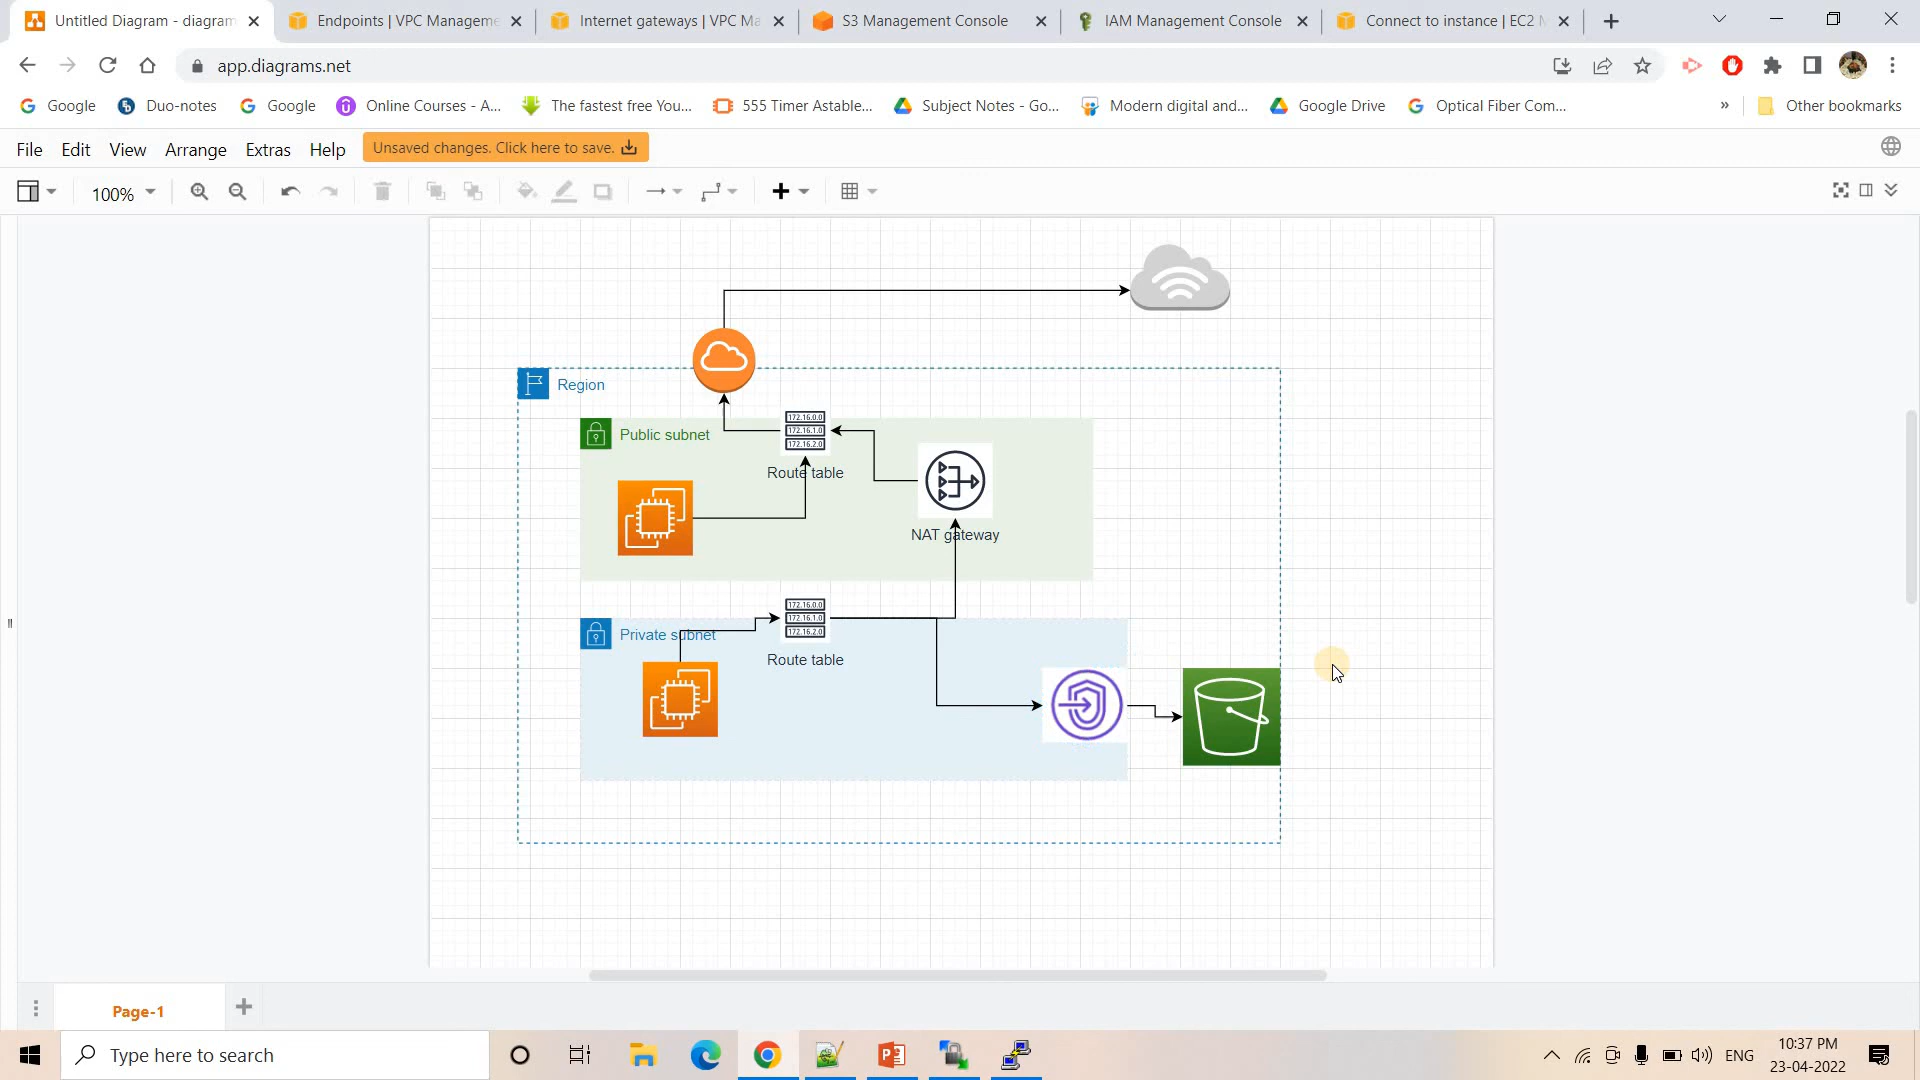 Untitled Diagram - diagram
Endpoints | VPC Manageme
Internet gateways | VPC Ma
S3 Management Console
IAM Management Console
Connect to instance | EC2 M
app.diagrams.net
Google
Duo-notes
Google
Online Courses - A...
The fastest free You...
555 Timer Astable...
Subject Notes - Go...
Modern digital and...
Google Drive
Optical Fiber Com...
»
Other bookmarks
File
Edit
View
Arrange
Extras
Help
Unsaved changes. Click here to save.
100%
Region
Public subnet
172.16.0.0
172.16.1.0
172.16.2.0
Route table
NAT gateway
Private subnet
172.16.0.0
172.16.1.0
172.16.2.0
Route table
Page-1
Type here to search
ENG
10:37 PM
23-04-2022